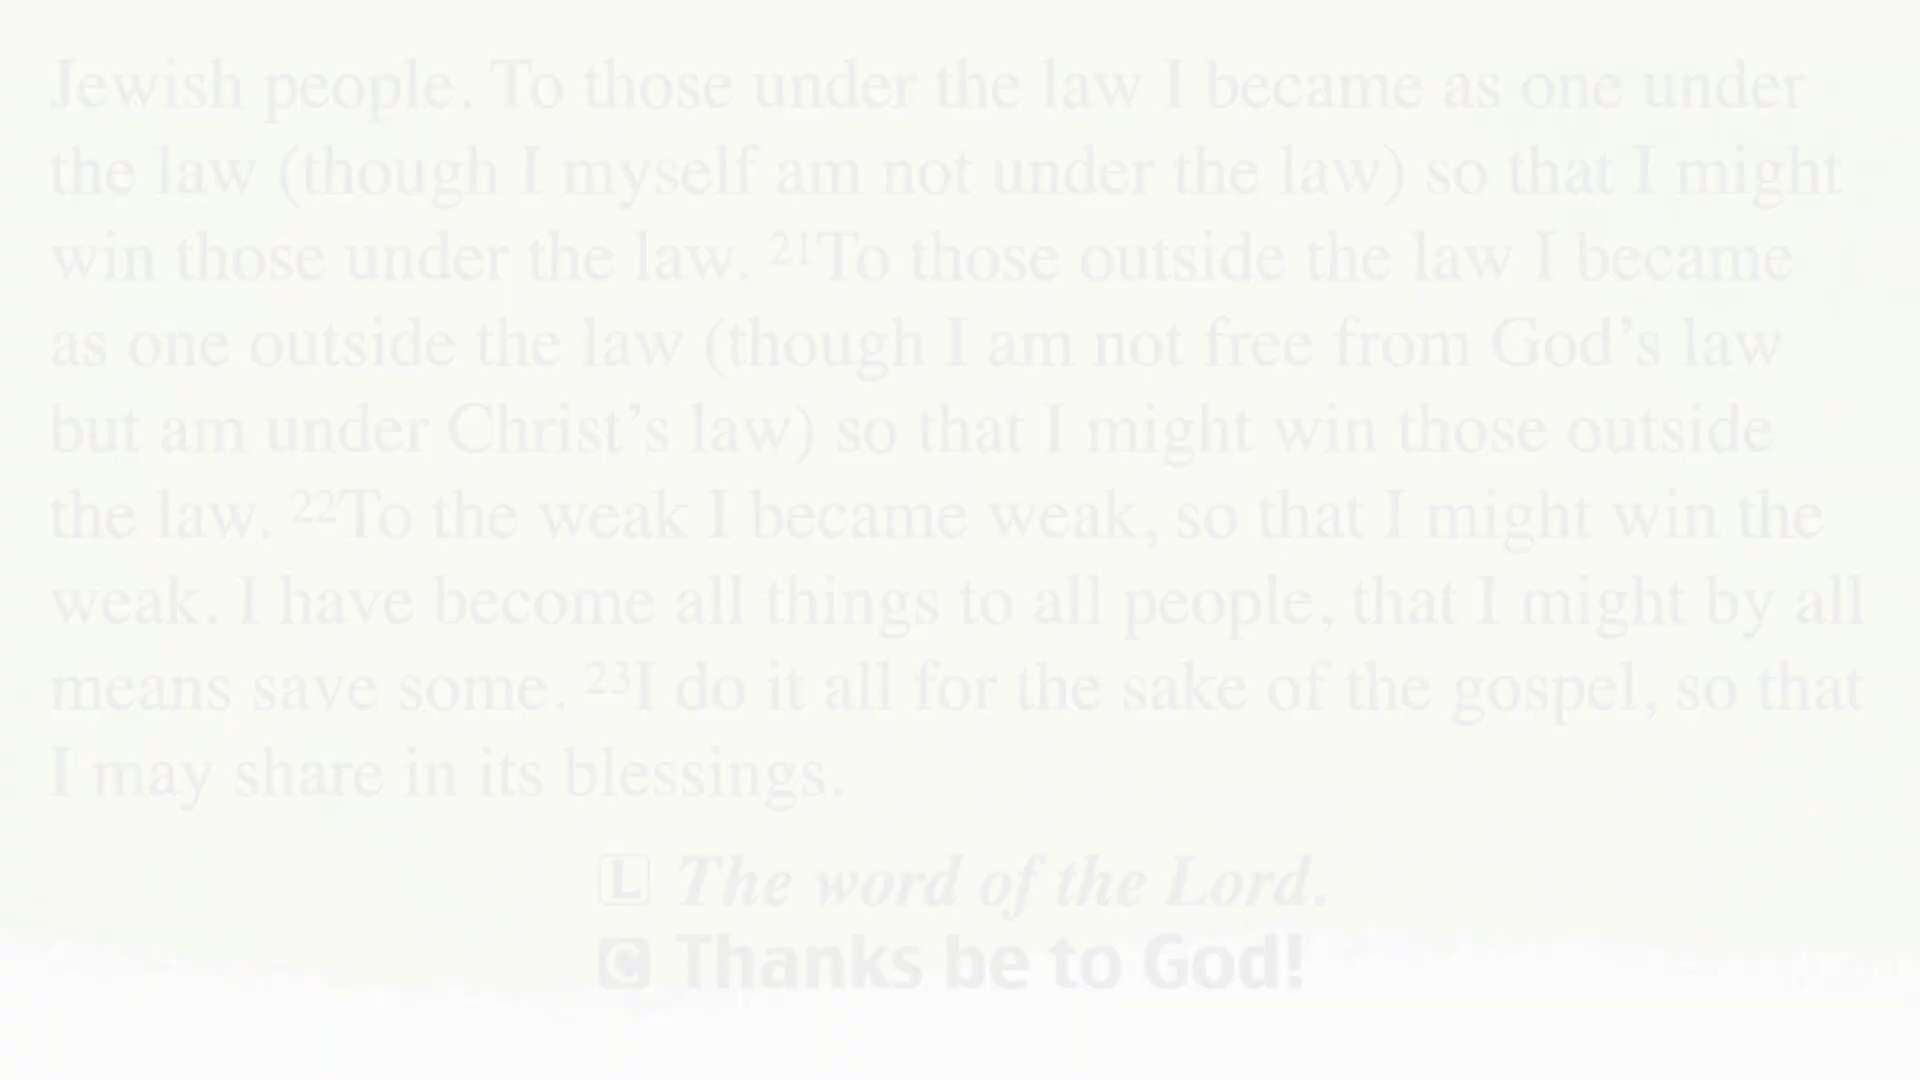 Jewish people. To those under the law I became as one under
the law (though I myself am not under the law) so that I might
win those under the law. 21To those outside the law I became
as one outside the law (though I am not free from God’s law
but am under Christ’s law) so that I might win those outside
the law. 22To the weak I became weak, so that I might win the
weak. I have become all things to all people, that I might by all
means save some. 23I do it all for the sake of the gospel, so that
I may share in its blessings.
L The word of the Lord.
C Thanks be to God!